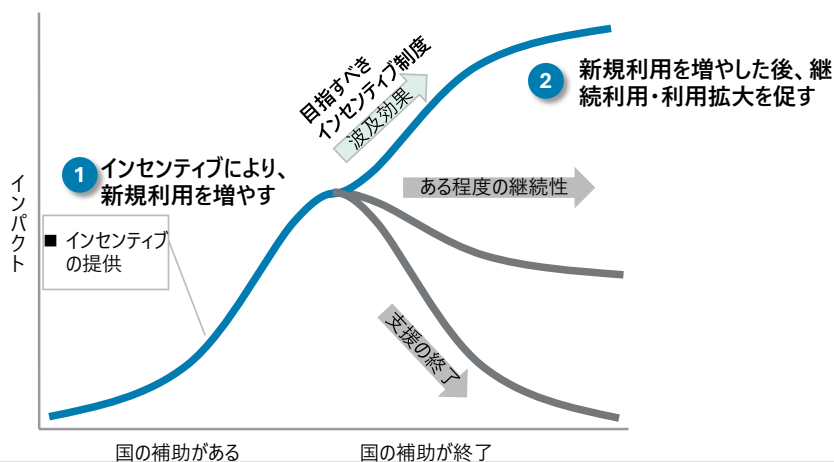 目指すべき
インセンティブ制度
波及効果
2
新規利用を増やした後、継
続利用・利用拡大を促す
1
インセンティブにより、
新規利用を増やす
ある程度の継続性
インパクト
■ インセンティブ
の提供
支援の終了
国の補助がある
国の補助が終了